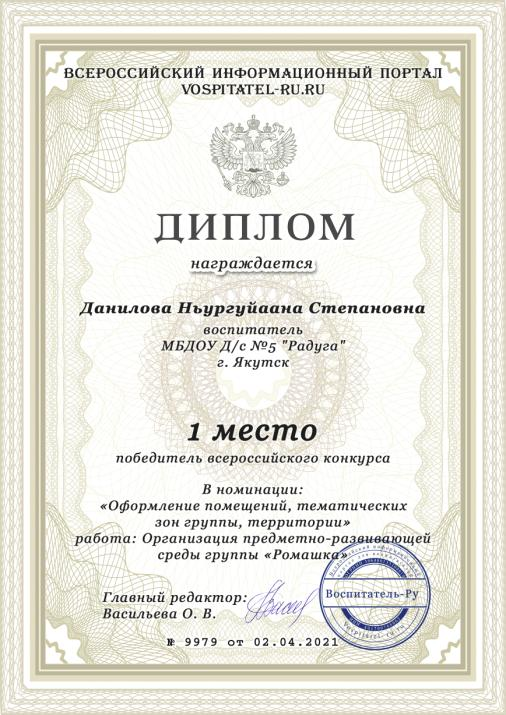 ВСЕРОССИЙСКИЙ ИНФОРМАЦИОННЫЙ ПОРТАЛ
VOSPITATEL-RU.RU
ДИПЛОМ
награждается
Данилова Ньургуйаана Степановна
воспитатель
МБДОУ Д/с №5 "Радуга"
г. Якутск
1 место
победитель всероссийского конкурса
В номинации:
«Оформление помещений, тематических
зон группы, территории»
работа: Организация предметно-развивающей
среды группы «Ромашка»
Главный редактор:
Васильева О. В.
Воспитатель-Ру
№ 9979 от 02.04.2021